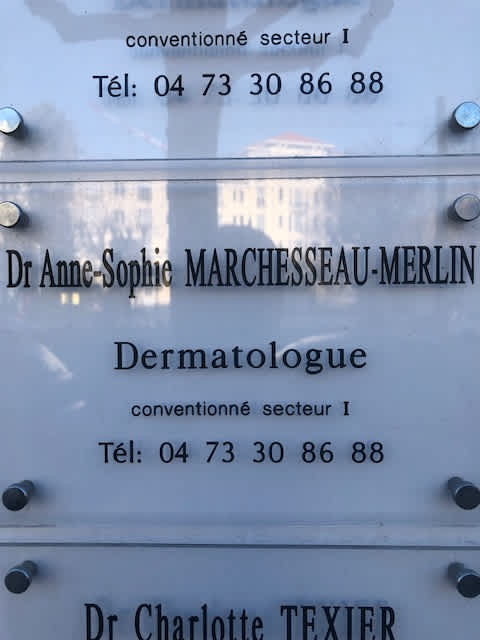 conventionné secteur I
Tél: 04 73 30 86 88
Dr Anne-Sophie MARCHESSEAU-MERLIN
Dermatologue
conventionné secteur I
Tél: 04 73 30 86 88
Dr Charlotte TEXIER